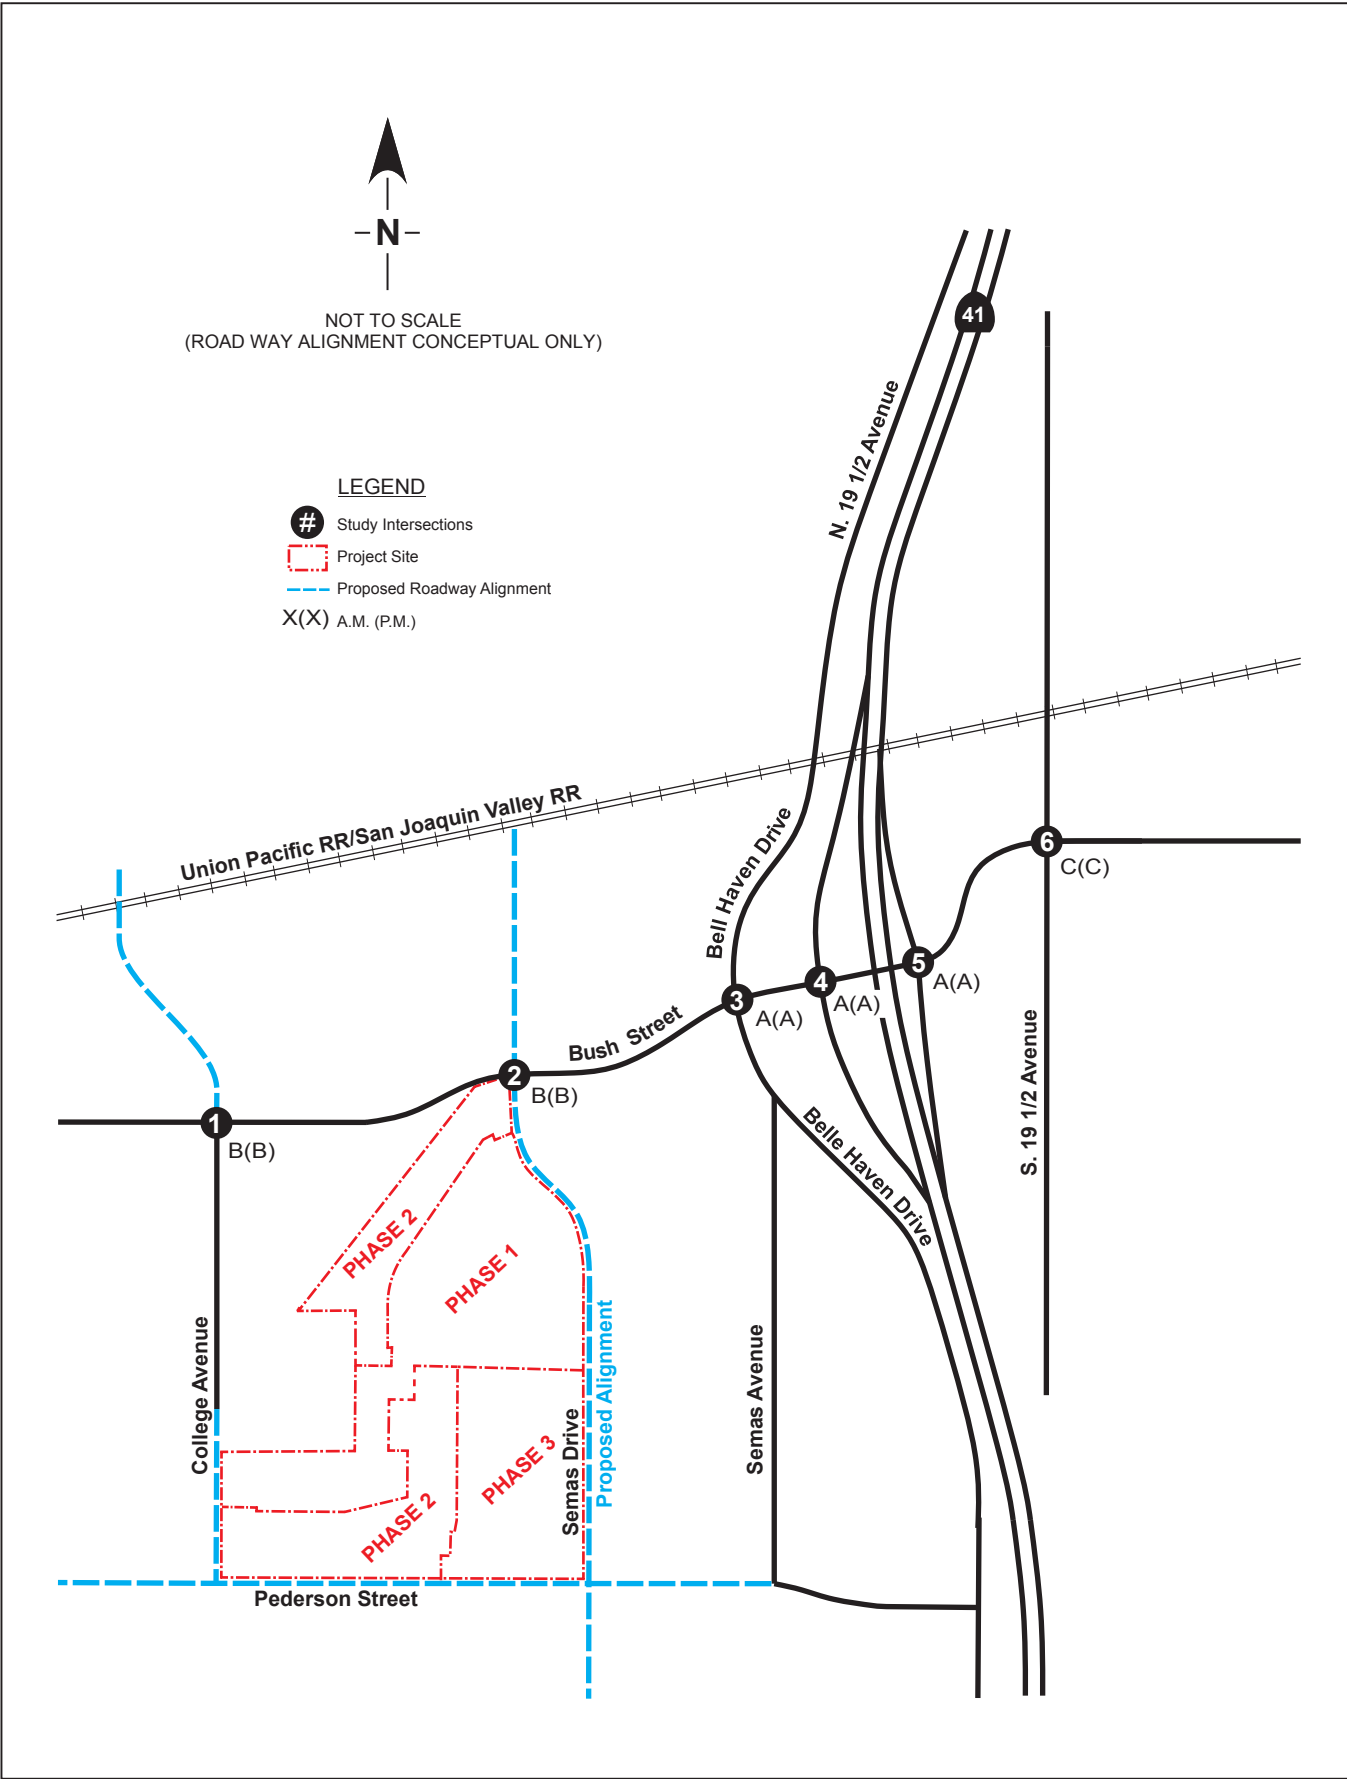 N
NOT TO SCALE
(ROAD WAY ALIGNMENT CONCEPTUAL ONLY)
41
N. 19 1/2 Avenue
LEGEND
# Study Intersections
Project Site
Proposed Roadway Alignment
X(X) A.M. (P.M.)
Union Pacific RR/San Joaquin Valley RR
Bell Haven Drive
6
C(C)
5
A(A)
4
A(A)
3
A(A)
Bush Street
2
B(B)
1
B(B)
S. 19 1/2 Avenue
Belle Haven Drive
PHASE 2
PHASE 1
College Avenue
Semas Drive
Proposed Alignment
Semas Avenue
PHASE 3
PHASE 2
Pederson Street